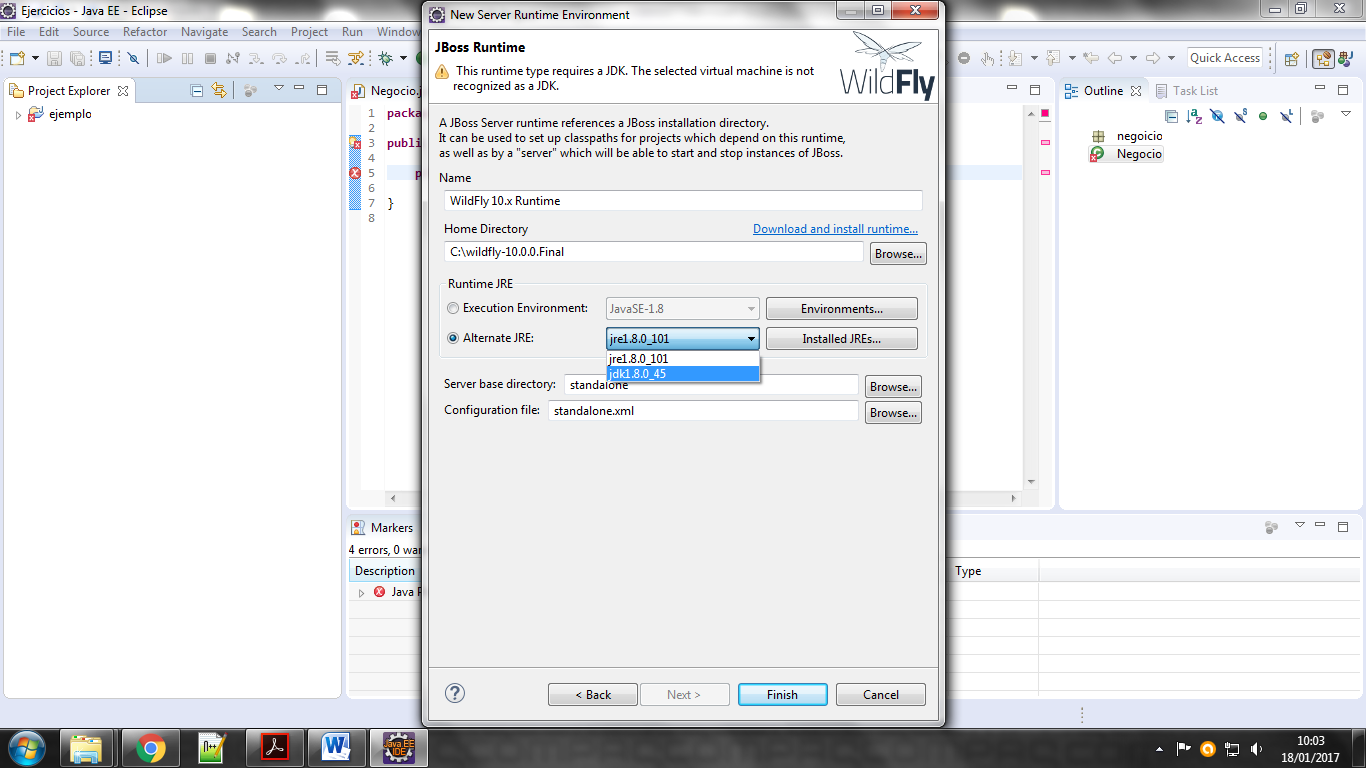 Ejercicios - Java EE - Eclipse
File Edit Source Refactor Navigate Search Project Run Window
Quick Access
Project Explorer
ejemplo
Negocio.j
1 packa
2
3 publi
4
5 p
6
7 }
8
New Server Runtime Environment
JBoss Runtime
This runtime type requires a JDK. The selected virtual machine is not
recognized as a JDK.
WildFly
A JBoss Server runtime references a JBoss installation directory.
It can be used to set up classpaths for projects which depend on this runtime,
as well as by a "server" which will be able to start and stop instances of JBoss.
Name
WildFly 10.x Runtime
Home Directory
Download and install runtime...
C:\wildfly-10.0.0.Final
Browse...
Runtime JRE
Execution Environment: JavaSE-1.8 Environments...
Alternate JRE: jre1.8.0_101 Installed JREs...
jre1.8.0_101
jdk1.8.0_45
Server base directory: standalone Browse...
Configuration file: standalone.xml Browse...
< Back Next > Finish Cancel
Outline Task List
negoicio
Negocio
Markers
4 errors, 0 wa
Description
Type
Java P
Java EE
IDE
10:03
18/01/2017